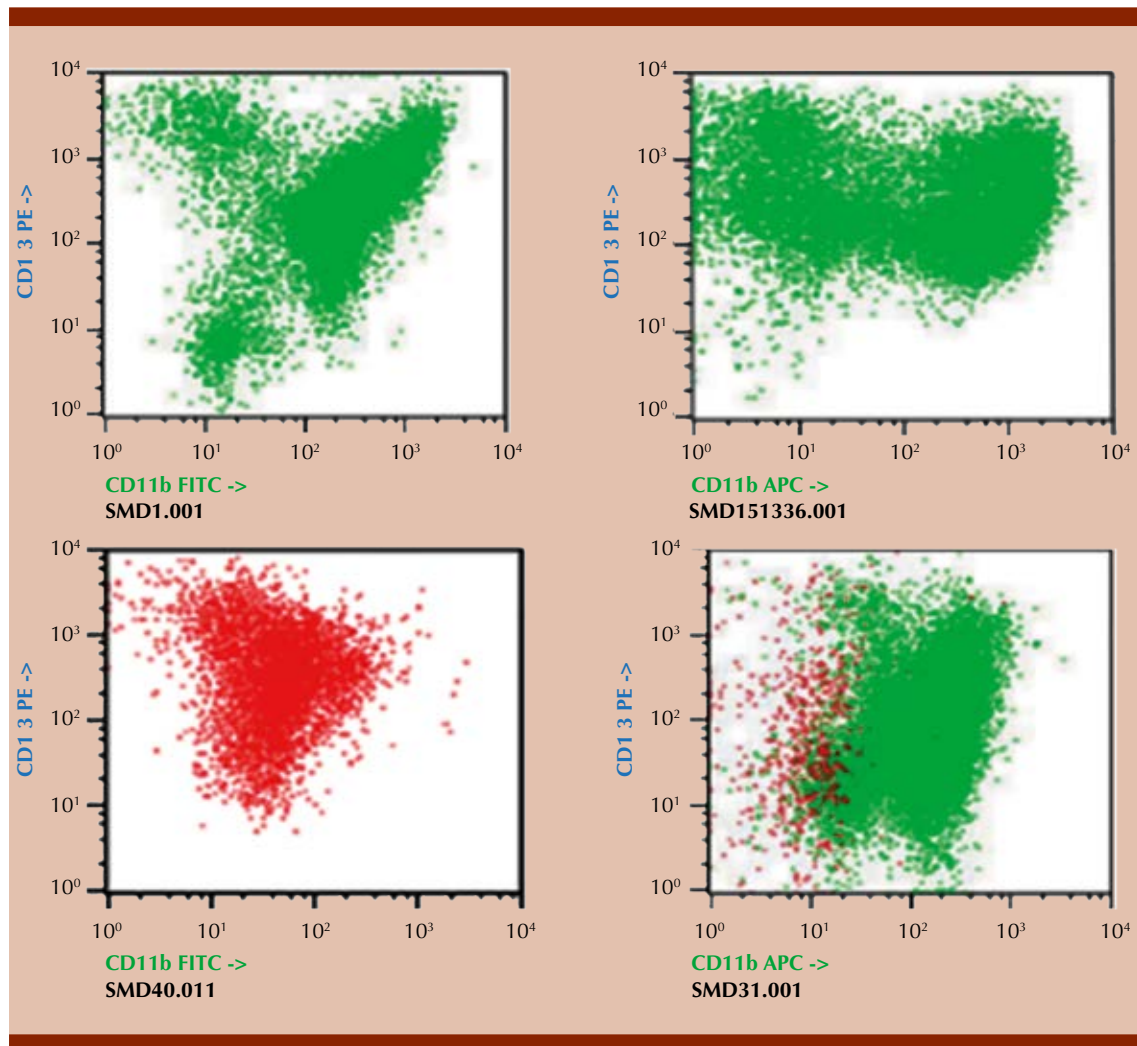 10⁴
10³
10²
10¹
10⁰
CD1 3 PE ->
10⁰ 10¹ 10² 10³ 10⁴
CD11b FITC ->
SMD1.001
10⁴
10³
10²
10¹
10⁰
CD1 3 PE ->
10⁰ 10¹ 10² 10³ 10⁴
CD11b APC ->
SMD151336.001
10⁴
10³
10²
10¹
10⁰
CD1 3 PE ->
10⁰ 10¹ 10² 10³ 10⁴
CD11b FITC ->
SMD40.011
10⁴
10³
10²
10¹
10⁰
CD1 3 PE ->
10⁰ 10¹ 10² 10³ 10⁴
CD11b APC ->
SMD31.001